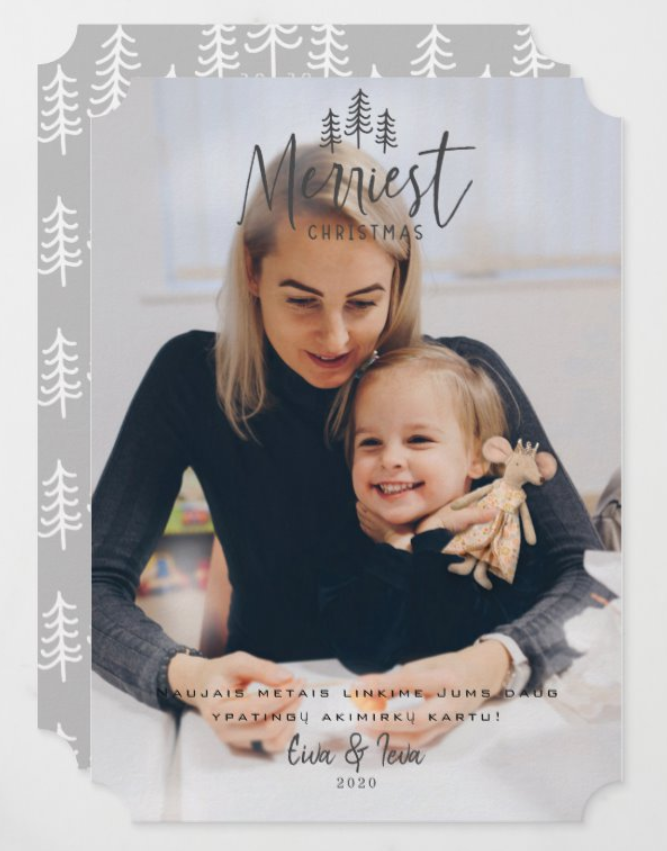 Merriest
CHRISTMAS
NAUJAIS METAIS LINKIME JUMS DAUG
YPATINGŲ AKIMIRKŲ KARTU!
Eiva & Ieva
2020